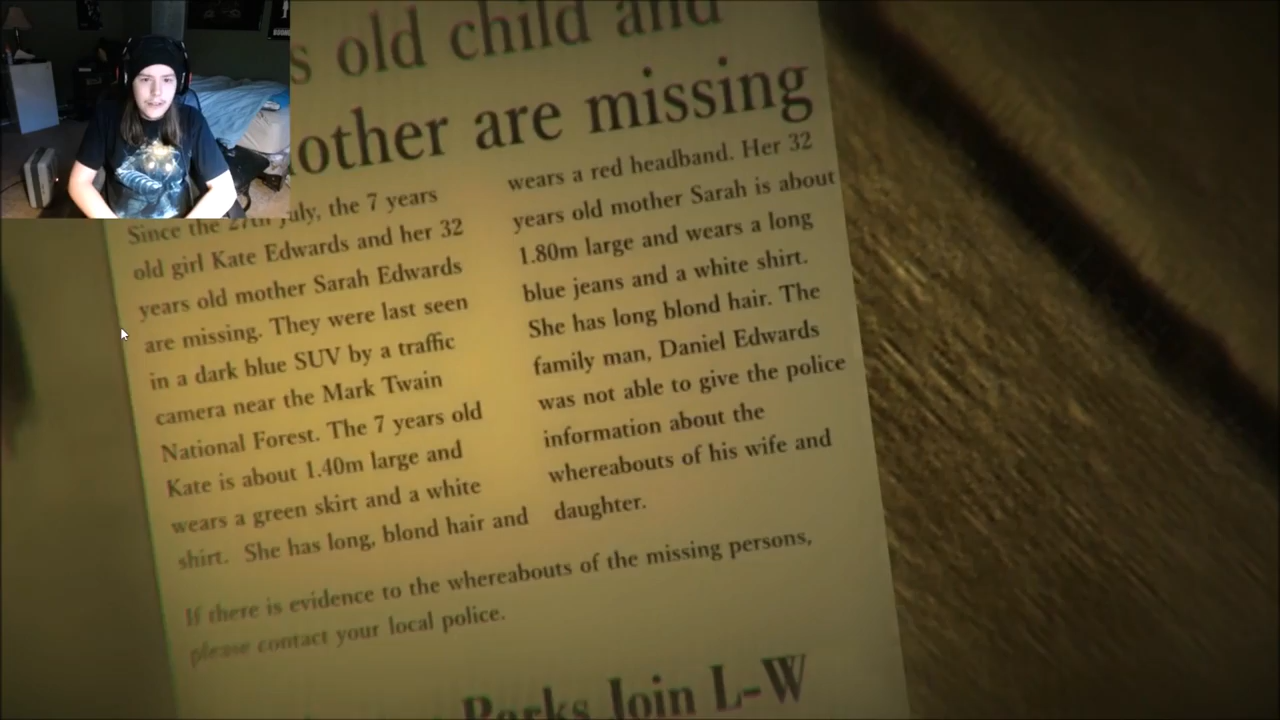 s old child and
other are missing
Since the 27th July, the 7 years
old girl Kate Edwards and her 32
years old mother Sarah Edwards
are missing. They were last seen
in a dark blue SUV by a traffic
camera near the Mark Twain
National Forest. The 7 years old
Kate is about 1.40m large and
wears a green skirt and a white
shirt. She has long, blond hair and
wears a red headband. Her 32
years old mother Sarah is about
1.80m large and wears a long
blue jeans and a white shirt.
She has long blond hair. The
family man, Daniel Edwards
was not able to give the police
information about the
whereabouts of his wife and
daughter.
If there is evidence to the whereabouts of the missing persons,
please contact your local police.
Parks Join L-W